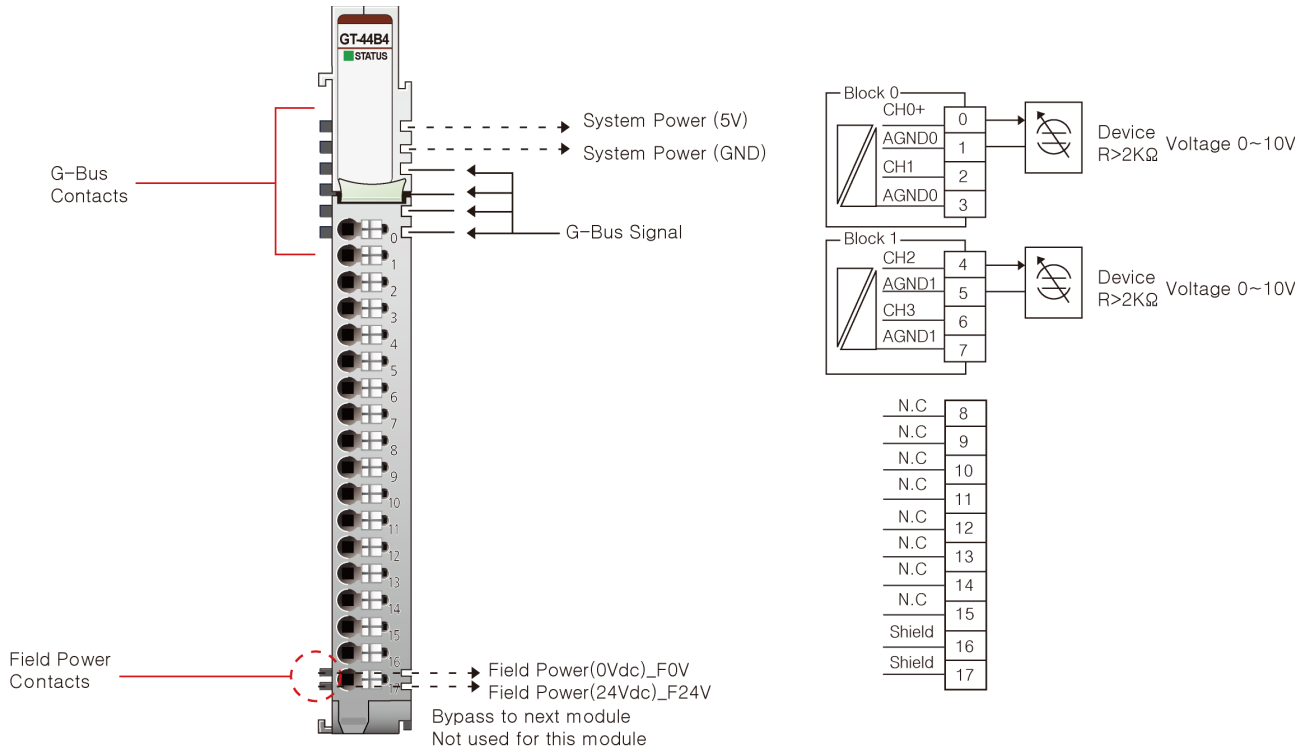 GT-44B4
STATUS
G-Bus
Contacts
System Power (5V)
System Power (GND)
G-Bus Signal
0
1
2
3
4
5
6
7
8
9
10
11
12
13
14
15
16
17
Field Power
Contacts
Field Power(0Vdc)_F0V
Field Power(24Vdc)_F24V
Bypass to next module
Not used for this module
Block 0
CH0+ 0
AGND0 1
CH1 2
AGND0 3
Device
R>2KΩ
Voltage 0~10V
Block 1
CH2 4
AGND1 5
CH3 6
AGND1 7
Device
R>2KΩ
Voltage 0~10V
N.C 8
N.C 9
N.C 10
N.C 11
N.C 12
N.C 13
N.C 14
N.C 15
Shield 16
Shield 17